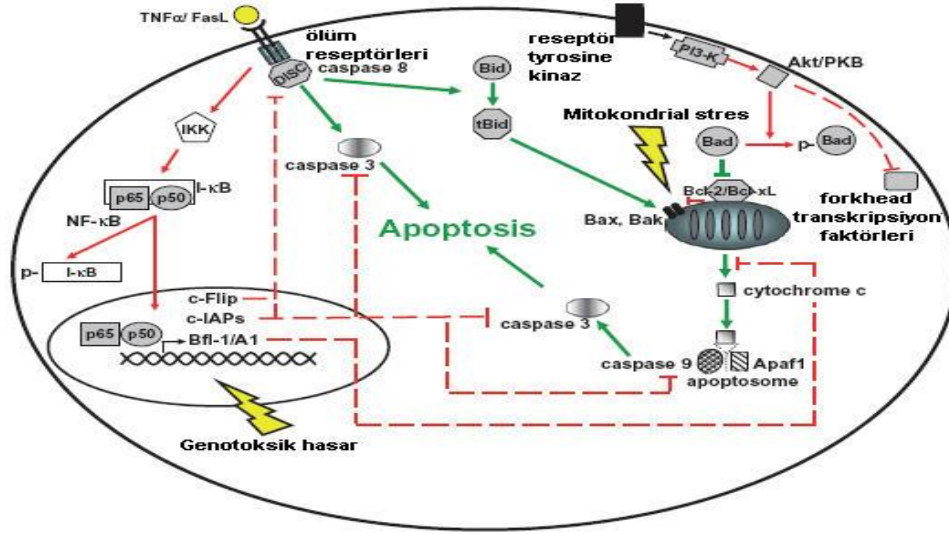 TNFα/ FasL
ölüm
reseptörleri
DISC
caspase 8
reseptör
tyrosine
kinaz
PI3-K
Akt/PKB
Bid
tBid
Mitokondrial stres
Bad
p-
Bad
IKK
caspase 3
I-κB
p65
p50
NF-κB
Bcl-2/Bcl-xL
Bax, Bak
forkhead
transkripsiyon
faktörleri
Apoptosis
p-
I-κB
cytochrome c
c-Flip
c-IAPs
Bfl-1/A1
p65
p50
caspase 3
caspase 9
Apaf1
apoptosome
Genotoksik hasar